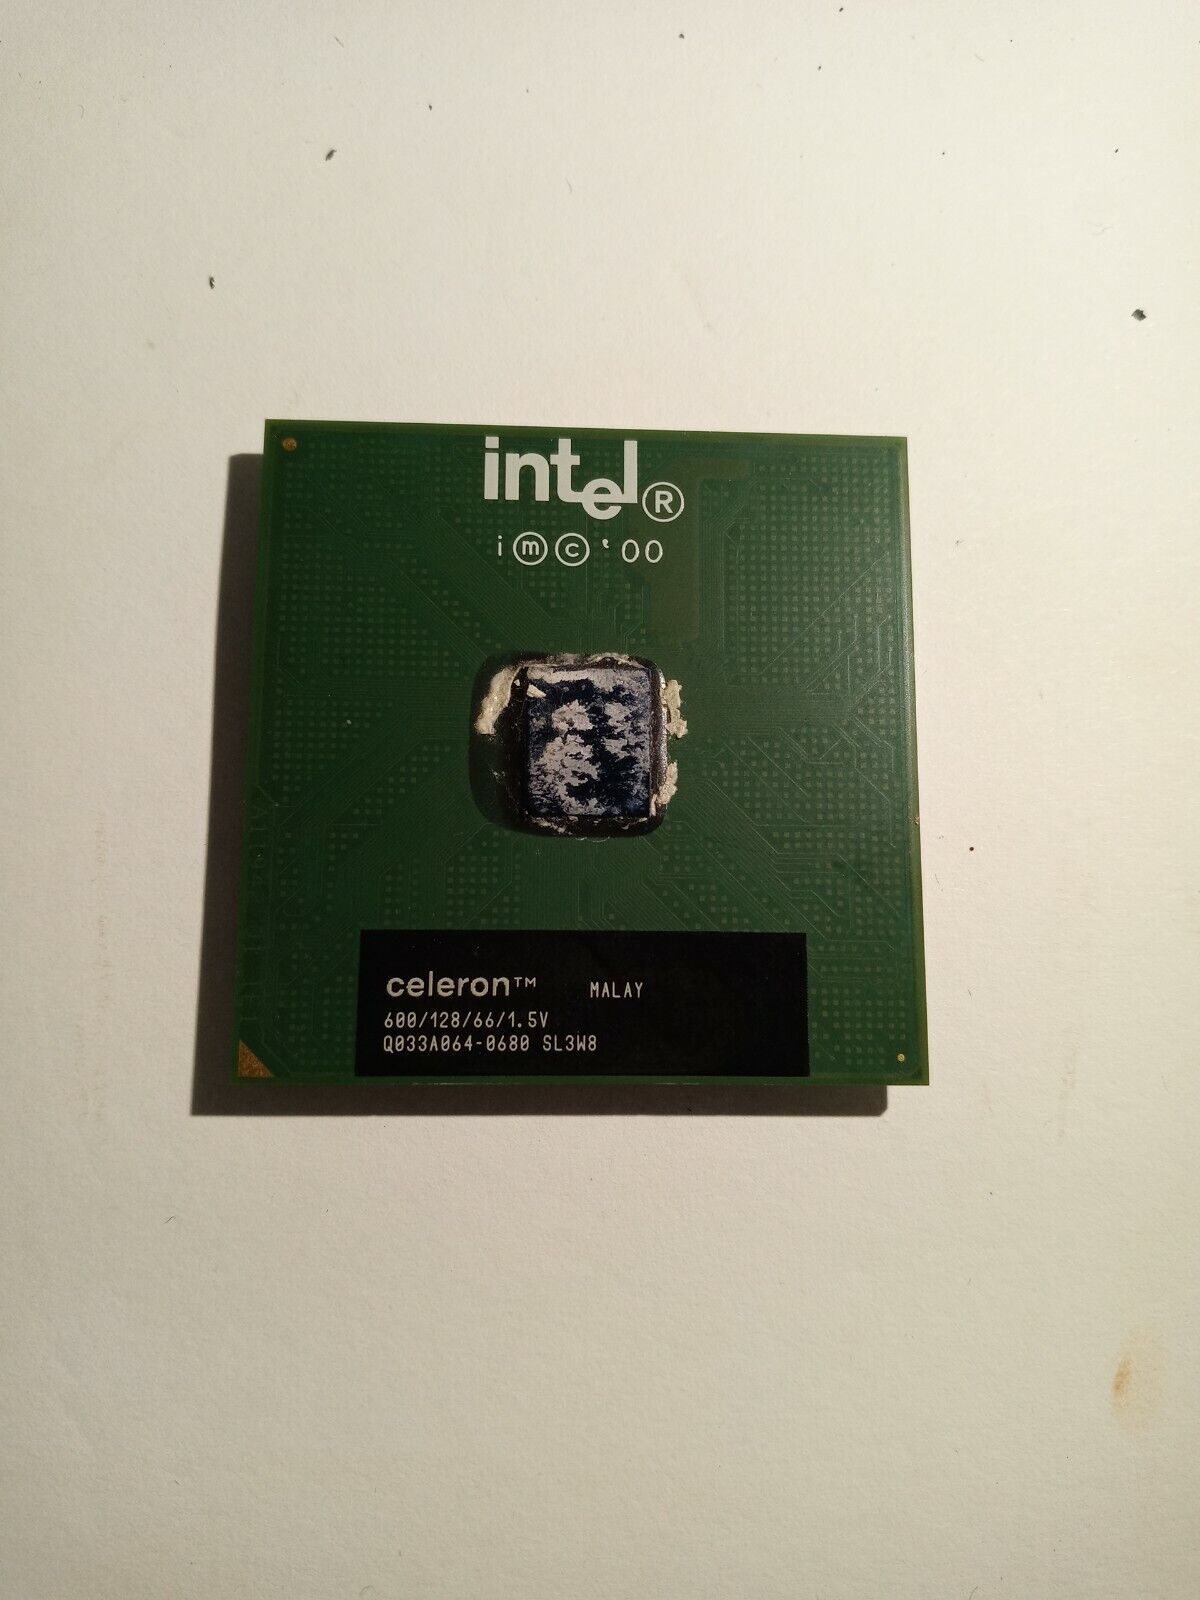 intel®
i ⓜ ⓒ '00
celeron™ MALAY
600/128/66/1.5V
Q033A064-0680 SL3W8